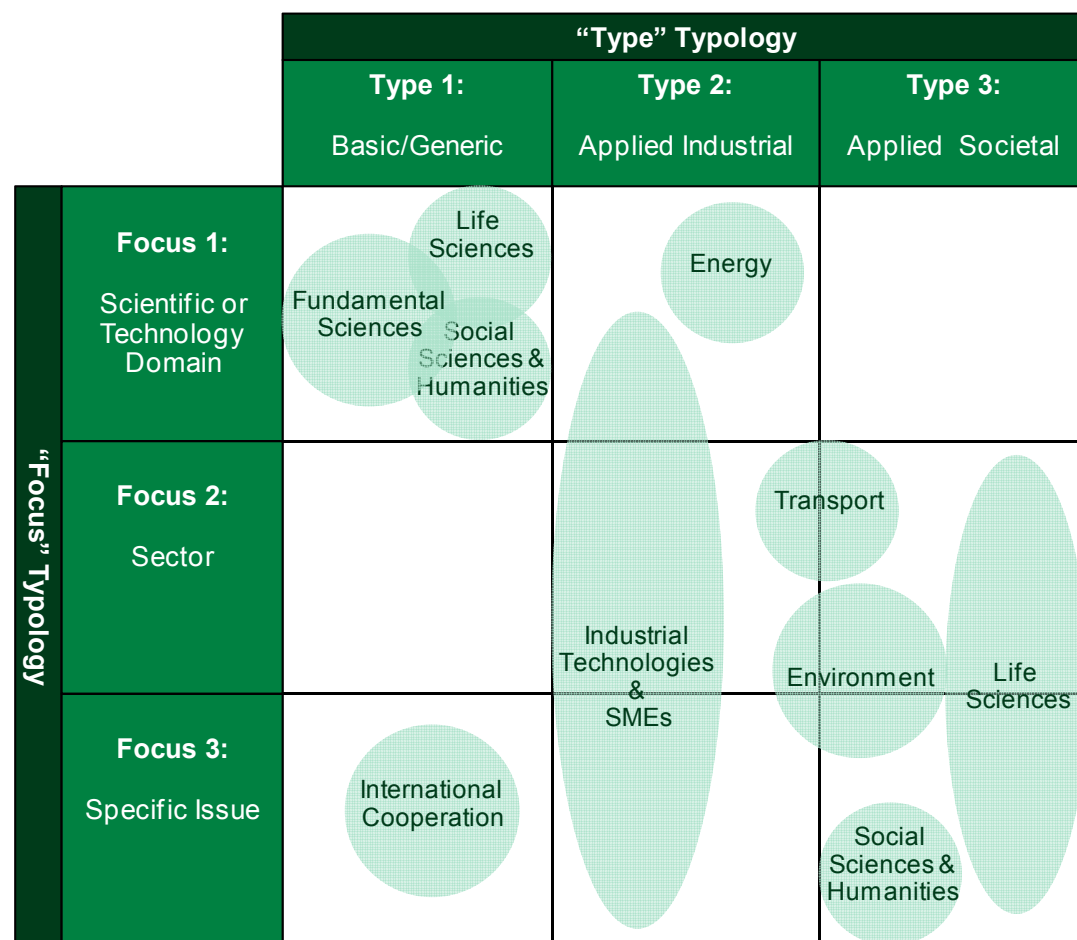 “Type” Typology
Type 1:
Basic/Generic
Type 2:
Applied Industrial
Type 3:
Applied Societal
“Focus” Typology
Focus 1:
Scientific or
Technology
Domain
Life
Sciences
Fundamental
Sciences
Social
Sciences &
Humanities
Energy
Focus 2:
Sector
Transport
Industrial
Technologies
&
SMEs
Environment
Life
Sciences
Focus 3:
Specific Issue
International
Cooperation
Social
Sciences &
Humanities